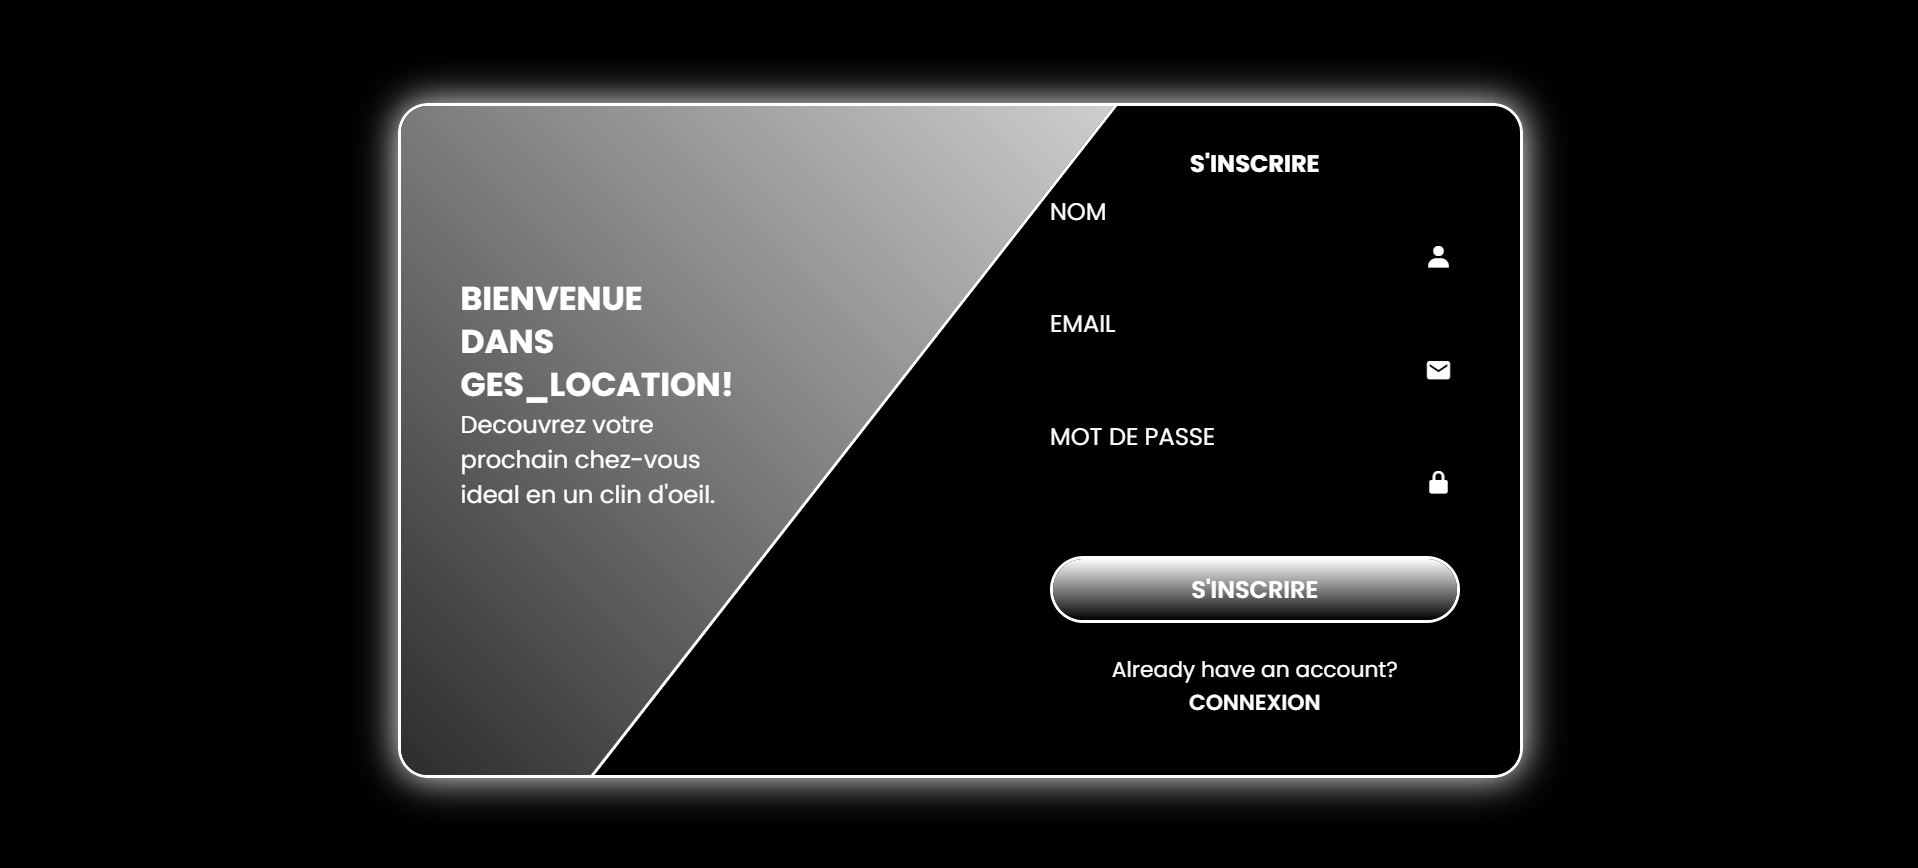 BIENVENUE
DANS
GES_LOCATION!
Decouvrez votre
prochain chez-vous
ideal en un clin d'oeil.
S'INSCRIRE
NOM
EMAIL
MOT DE PASSE
S'INSCRIRE
Already have an account?
CONNEXION